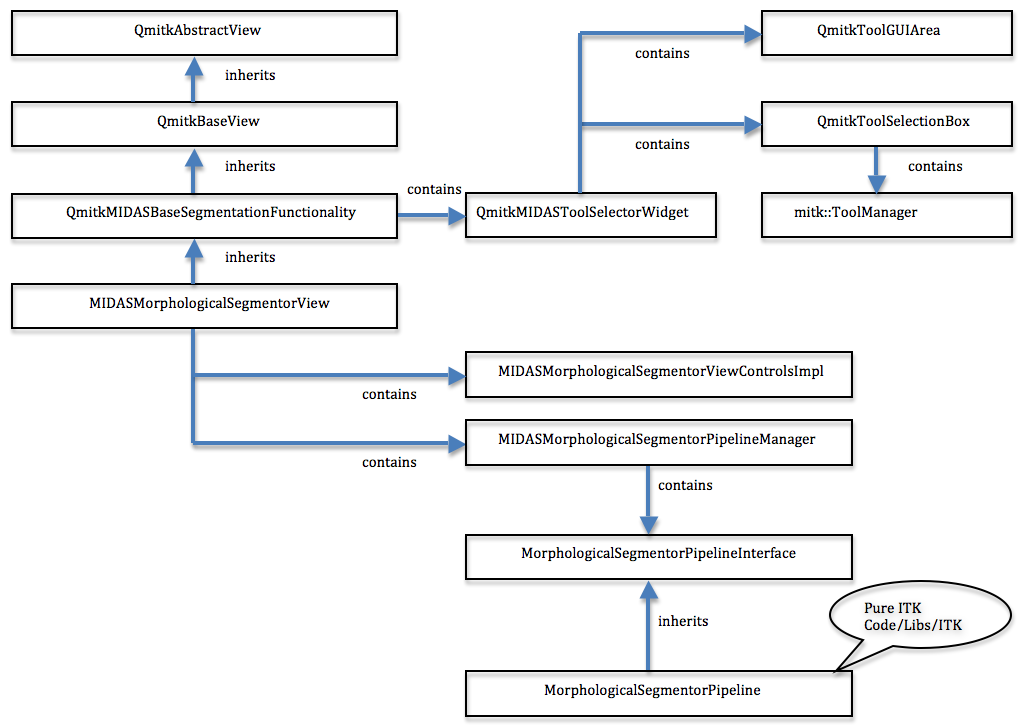 QmitkAbstractView
QmitkToolGUIArea
contains
inherits
QmitkBaseView
QmitkToolSelectionBox
contains
inherits
contains
contains
QmitkMIDASBaseSegmentationFunctionality
QmitkMIDASToolSelectorWidget
mitk::ToolManager
inherits
MIDASMorphologicalSegmentorView
MIDASMorphologicalSegmentorViewControlsImpl
contains
MIDASMorphologicalSegmentorPipelineManager
contains
contains
MorphologicalSegmentorPipelineInterface
Pure ITK
Code/Libs/ITK
inherits
MorphologicalSegmentorPipeline